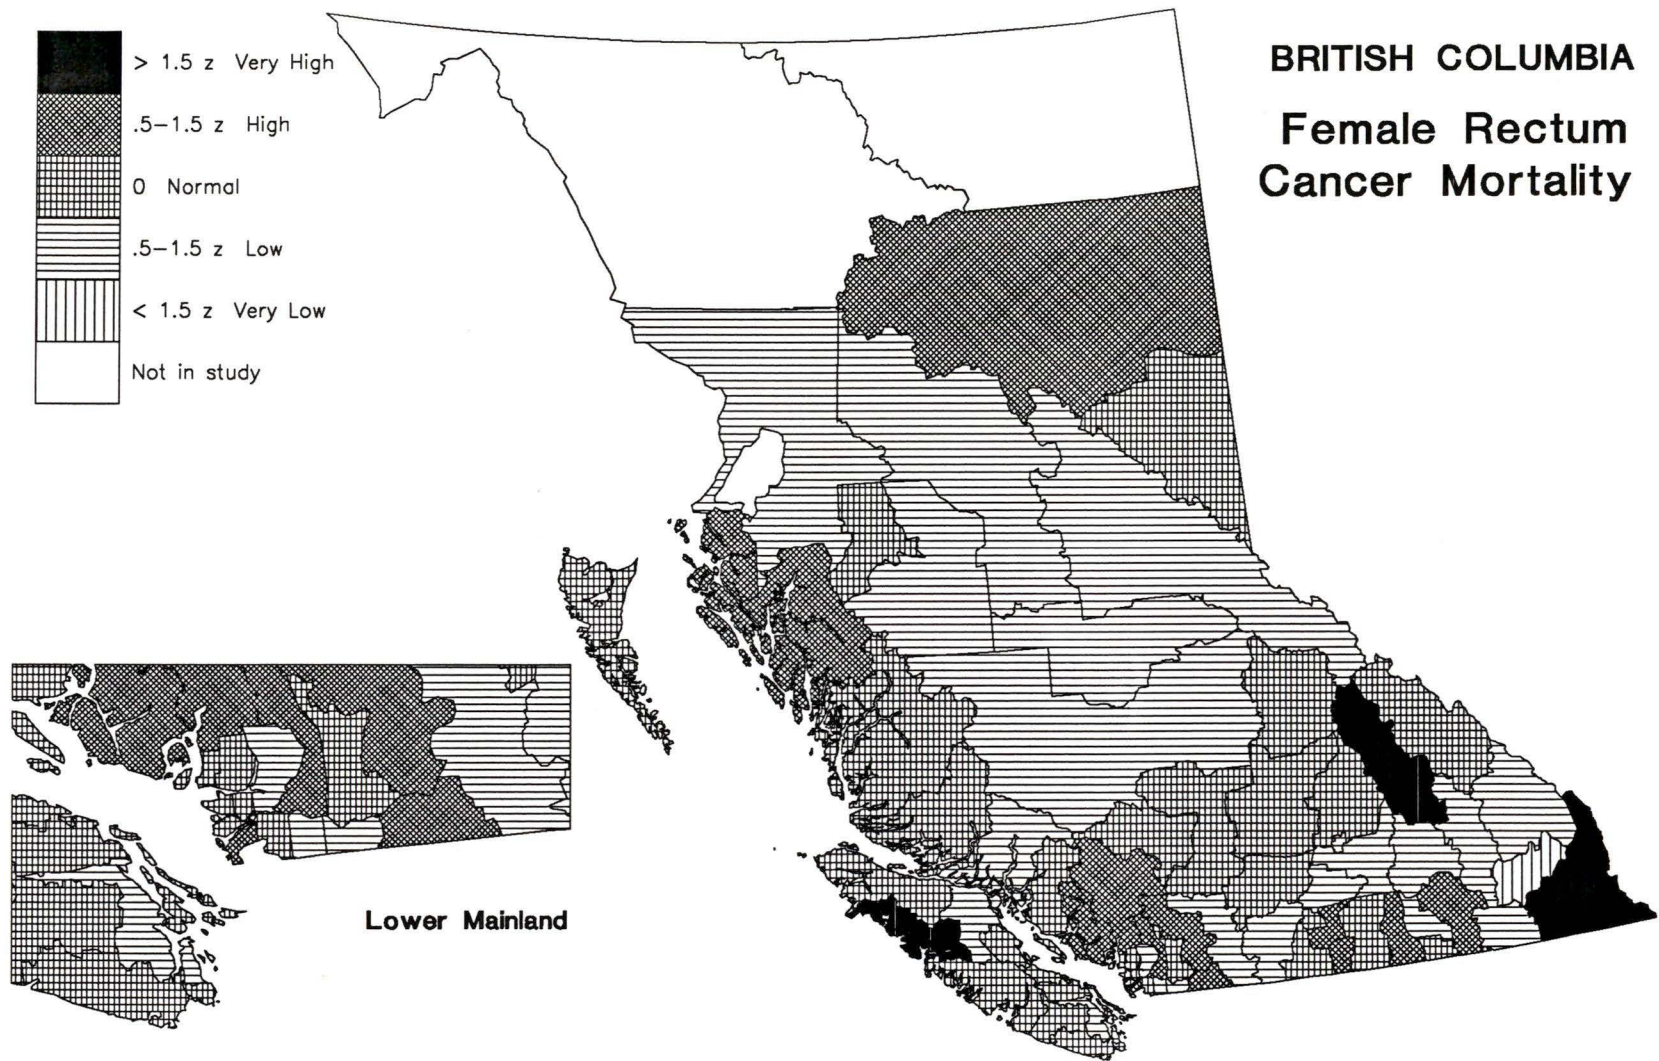 > 1.5 z Very High
.5-1.5 z High
0 Normal
.5-1.5 z Low
< 1.5 z Very Low
Not in study
BRITISH COLUMBIA
Female Rectum
Cancer Mortality
Lower Mainland